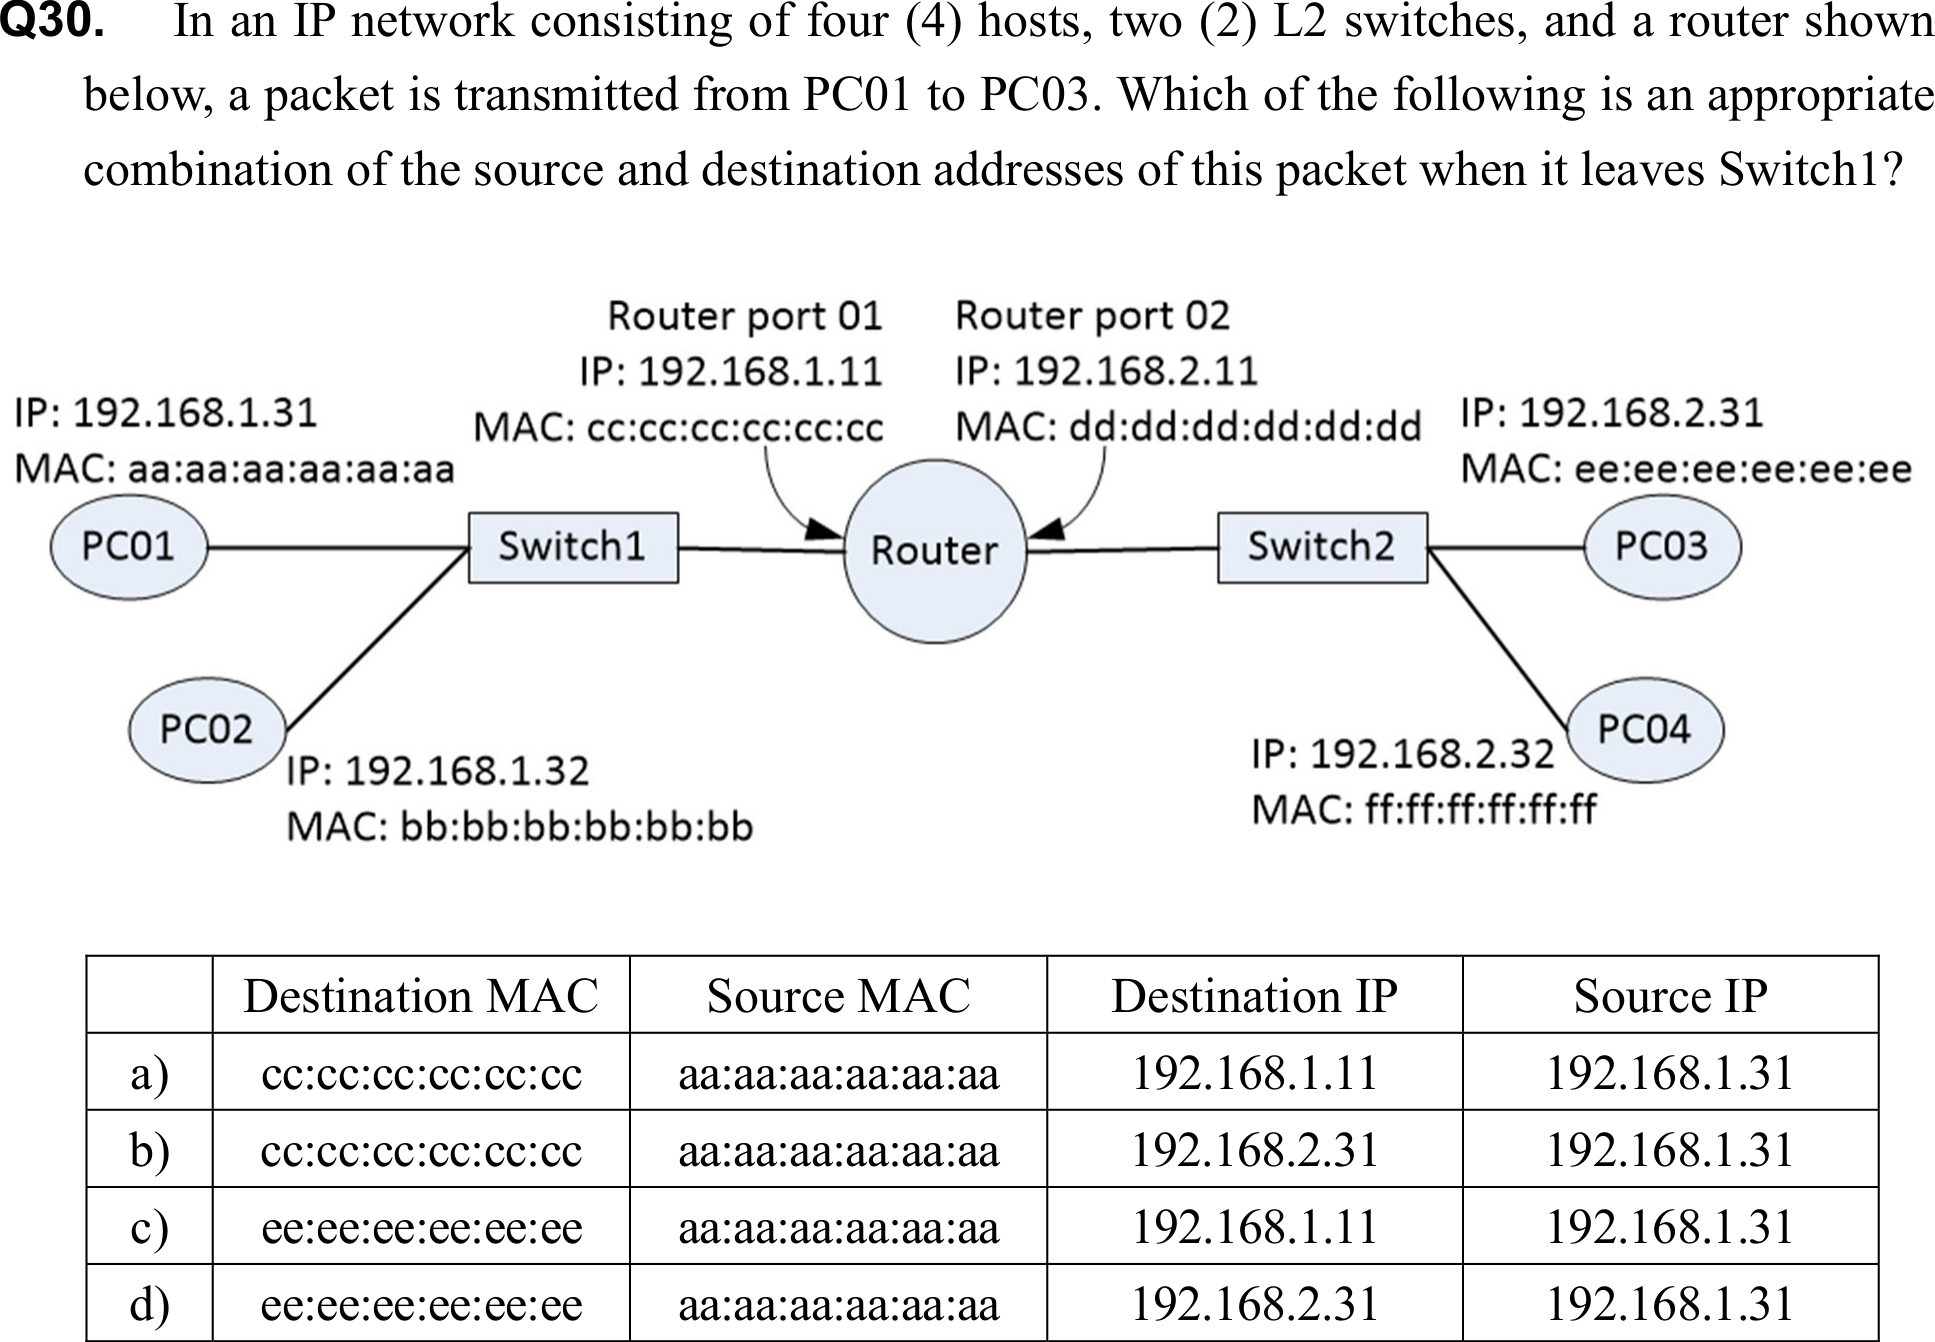 Q30. In an IP network consisting of four (4) hosts, two (2) L2 switches, and a router shown
below, a packet is transmitted from PC01 to PC03. Which of the following is an appropriate
combination of the source and destination addresses of this packet when it leaves Switch1?
Router port 01
IP: 192.168.1.11
MAC: cc:cc:cc:cc:cc:cc
Router port 02
IP: 192.168.2.11
MAC: dd:dd:dd:dd:dd:dd
IP: 192.168.1.31
MAC: aa:aa:aa:aa:aa:aa
IP: 192.168.2.31
MAC: ee:ee:ee:ee:ee:ee
PC01
Switch1
Router
Switch2
PC03
PC02
IP: 192.168.1.32
MAC: bb:bb:bb:bb:bb:bb
PC04
IP: 192.168.2.32
MAC: ff:ff:ff:ff:ff:ff
Destination MAC Source MAC Destination IP Source IP
a) cc:cc:cc:cc:cc:cc aa:aa:aa:aa:aa:aa 192.168.1.11 192.168.1.31
b) cc:cc:cc:cc:cc:cc aa:aa:aa:aa:aa:aa 192.168.2.31 192.168.1.31
c) ee:ee:ee:ee:ee:ee aa:aa:aa:aa:aa:aa 192.168.1.11 192.168.1.31
d) ee:ee:ee:ee:ee:ee aa:aa:aa:aa:aa:aa 192.168.2.31 192.168.1.31